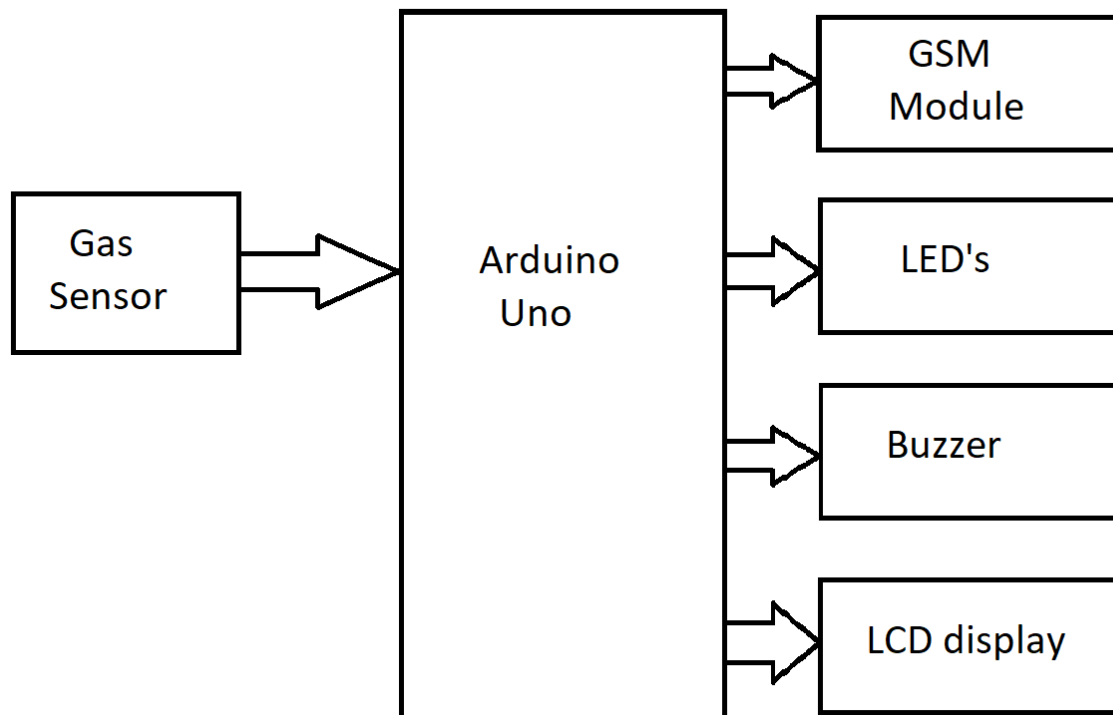 Gas
Sensor
Arduino
Uno
GSM
Module
LED's
Buzzer
LCD display